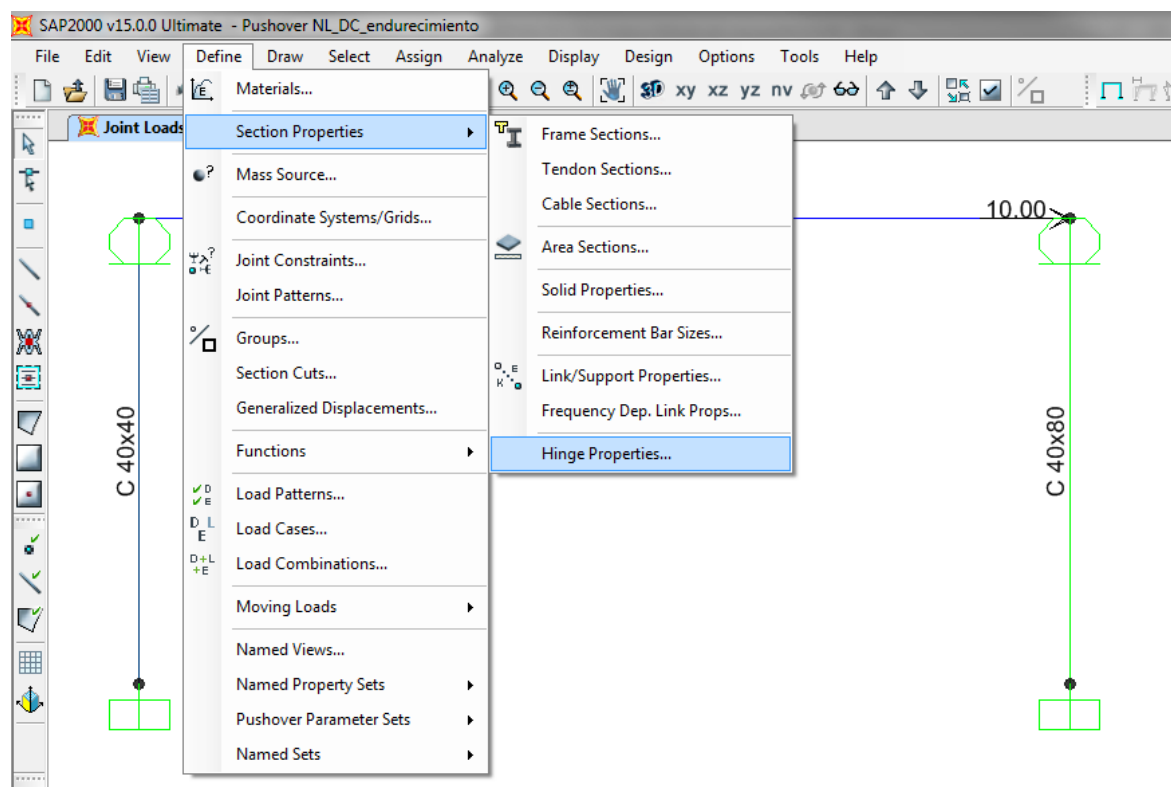 SAP2000 v15.0.0 Ultimate - Pushover NL_DC_endurecimiento
File Edit View Define Draw Select Assign Analyze Display Design Options Tools Help
xy xz yz nv
Joint Loads
Materials...
Section Properties
Mass Source...
Coordinate Systems/Grids...
Joint Constraints...
Joint Patterns...
Groups...
Section Cuts...
Generalized Displacements...
Functions
Load Patterns...
Load Cases...
Load Combinations...
Moving Loads
Named Views...
Named Property Sets
Pushover Parameter Sets
Named Sets
Frame Sections...
Tendon Sections...
Cable Sections...
Area Sections...
Solid Properties...
Reinforcement Bar Sizes...
Link/Support Properties...
Frequency Dep. Link Props...
Hinge Properties...
10.00
C 40x40
C 40x80